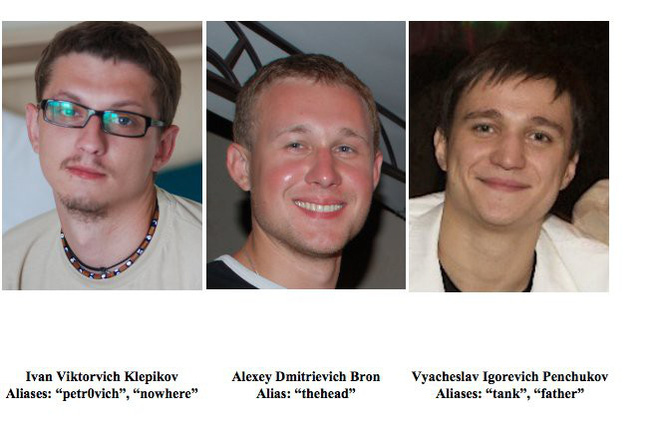 Ivan Viktorvich Klepikov
Aliases: “petr0vich”, “nowhere”
Alexey Dmitrievich Bron
Alias: “thehead”
Vyacheslav Igorevich Penchukov
Aliases: “tank”, “father”